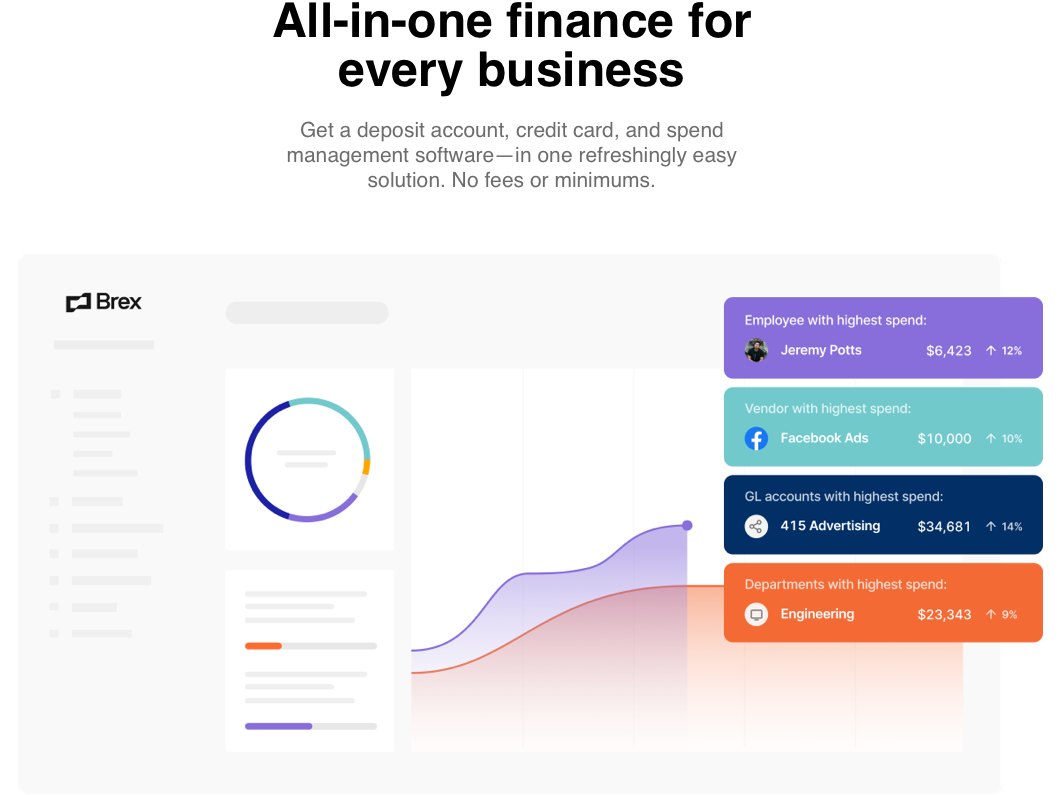 All-in-one finance for
every business
Get a deposit account, credit card, and spend
management software—in one refreshingly easy
solution. No fees or minimums.
Brex
Employee with highest spend:
Jeremy Potts $6,423 ↑ 12%
Vendor with highest spend:
Facebook Ads $10,000 ↑ 10%
GL accounts with highest spend:
415 Advertising $34,681 ↑ 14%
Departments with highest spend:
Engineering $23,343 ↑ 9%